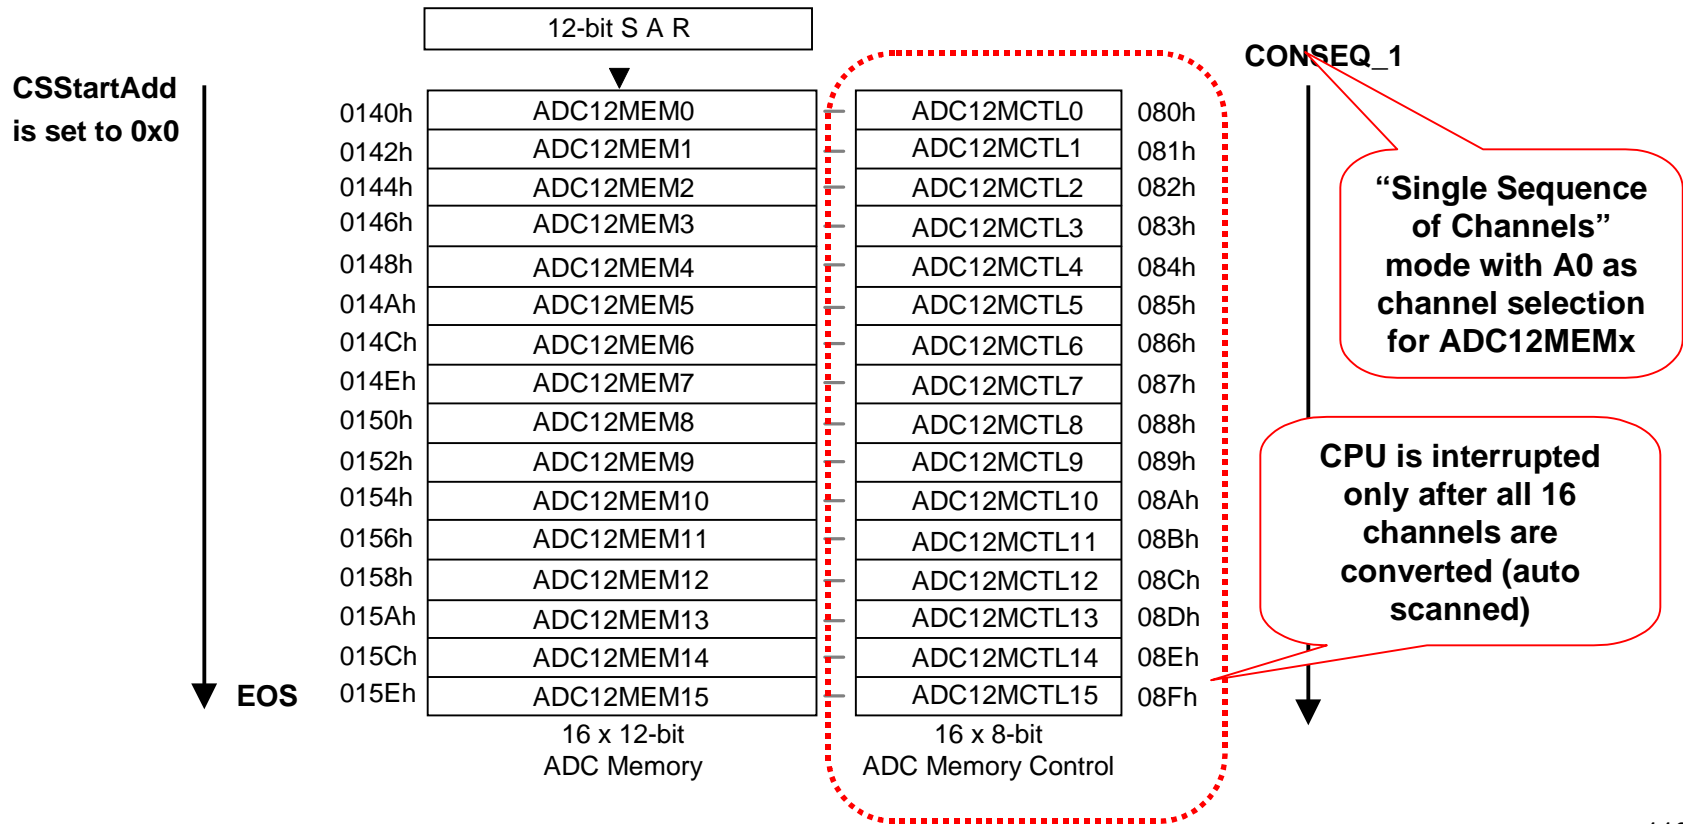 12-bit S A R
CONSEQ_1
CSStartAdd
is set to 0x0
0140h ADC12MEM0 ADC12MCTL0 080h
0142h ADC12MEM1 ADC12MCTL1 081h
0144h ADC12MEM2 ADC12MCTL2 082h
0146h ADC12MEM3 ADC12MCTL3 083h
0148h ADC12MEM4 ADC12MCTL4 084h
014Ah ADC12MEM5 ADC12MCTL5 085h
014Ch ADC12MEM6 ADC12MCTL6 086h
014Eh ADC12MEM7 ADC12MCTL7 087h
0150h ADC12MEM8 ADC12MCTL8 088h
0152h ADC12MEM9 ADC12MCTL9 089h
0154h ADC12MEM10 ADC12MCTL10 08Ah
0156h ADC12MEM11 ADC12MCTL11 08Bh
0158h ADC12MEM12 ADC12MCTL12 08Ch
015Ah ADC12MEM13 ADC12MCTL13 08Dh
015Ch ADC12MEM14 ADC12MCTL14 08Eh
EOS 015Eh ADC12MEM15 ADC12MCTL15 08Fh
16 x 12-bit
ADC Memory
16 x 8-bit
ADC Memory Control
“Single Sequence
of Channels”
mode with A0 as
channel selection
for ADC12MEMx
CPU is interrupted
only after all 16
channels are
converted (auto
scanned)